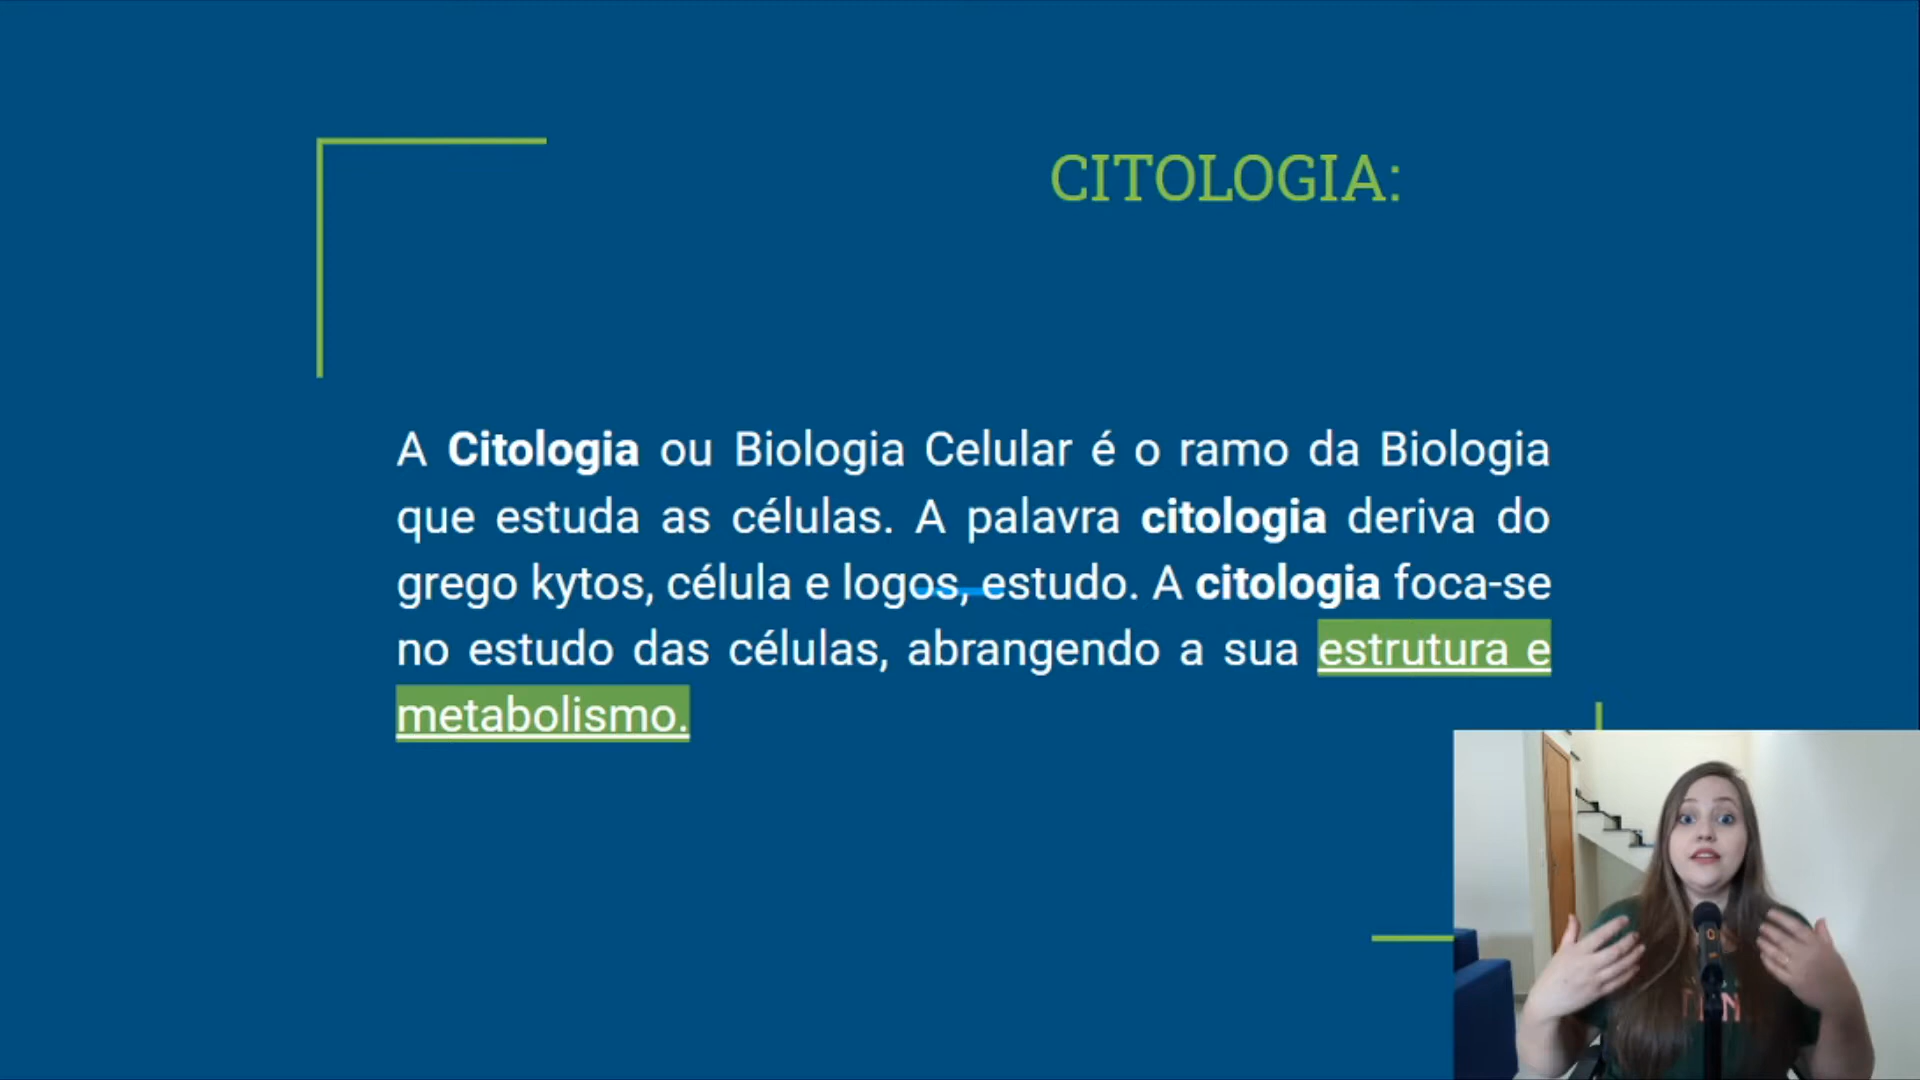 CITOLOGIA:
A Citologia ou Biologia Celular é o ramo da Biologia
que estuda as células. A palavra citologia deriva do
grego kytos, célula e logos, estudo. A citologia foca-se
no estudo das células, abrangendo a sua estrutura e
metabolismo.